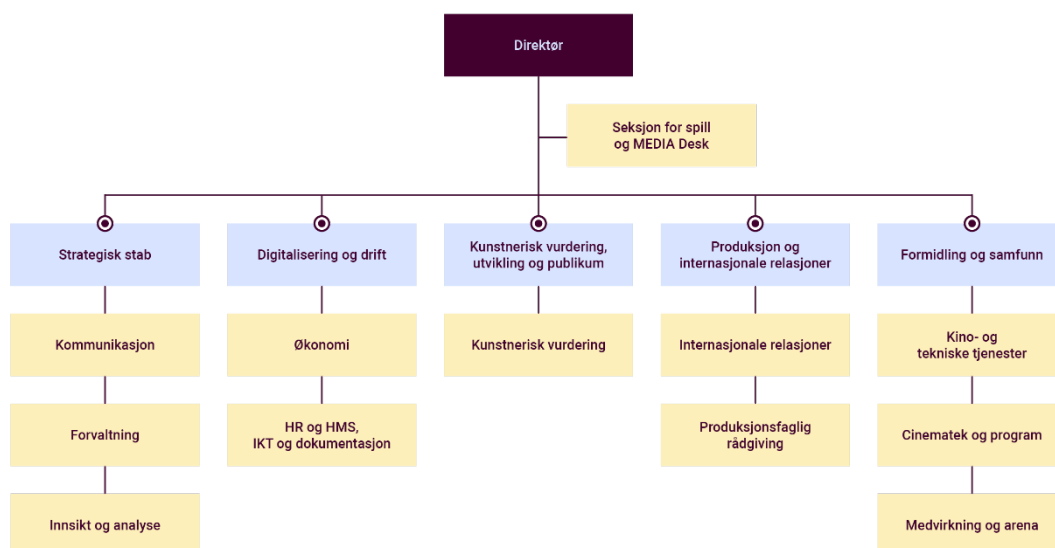 Direktør
Seksjon for spill
og MEDIA Desk
Strategisk stab
Digitalisering og drift
Kunstnerisk vurdering,
utvikling og publikum
Produksjon og
internasjonale relasjoner
Formidling og samfunn
Kommunikasjon
Økonomi
Kunstnerisk vurdering
Internasjonale relasjoner
Kino- og
tekniske tjenester
Forvaltning
HR og HMS,
IKT og dokumentasjon
Produksjonsfaglig
rådgiving
Cinematek og program
Innsikt og analyse
Medvirkning og arena